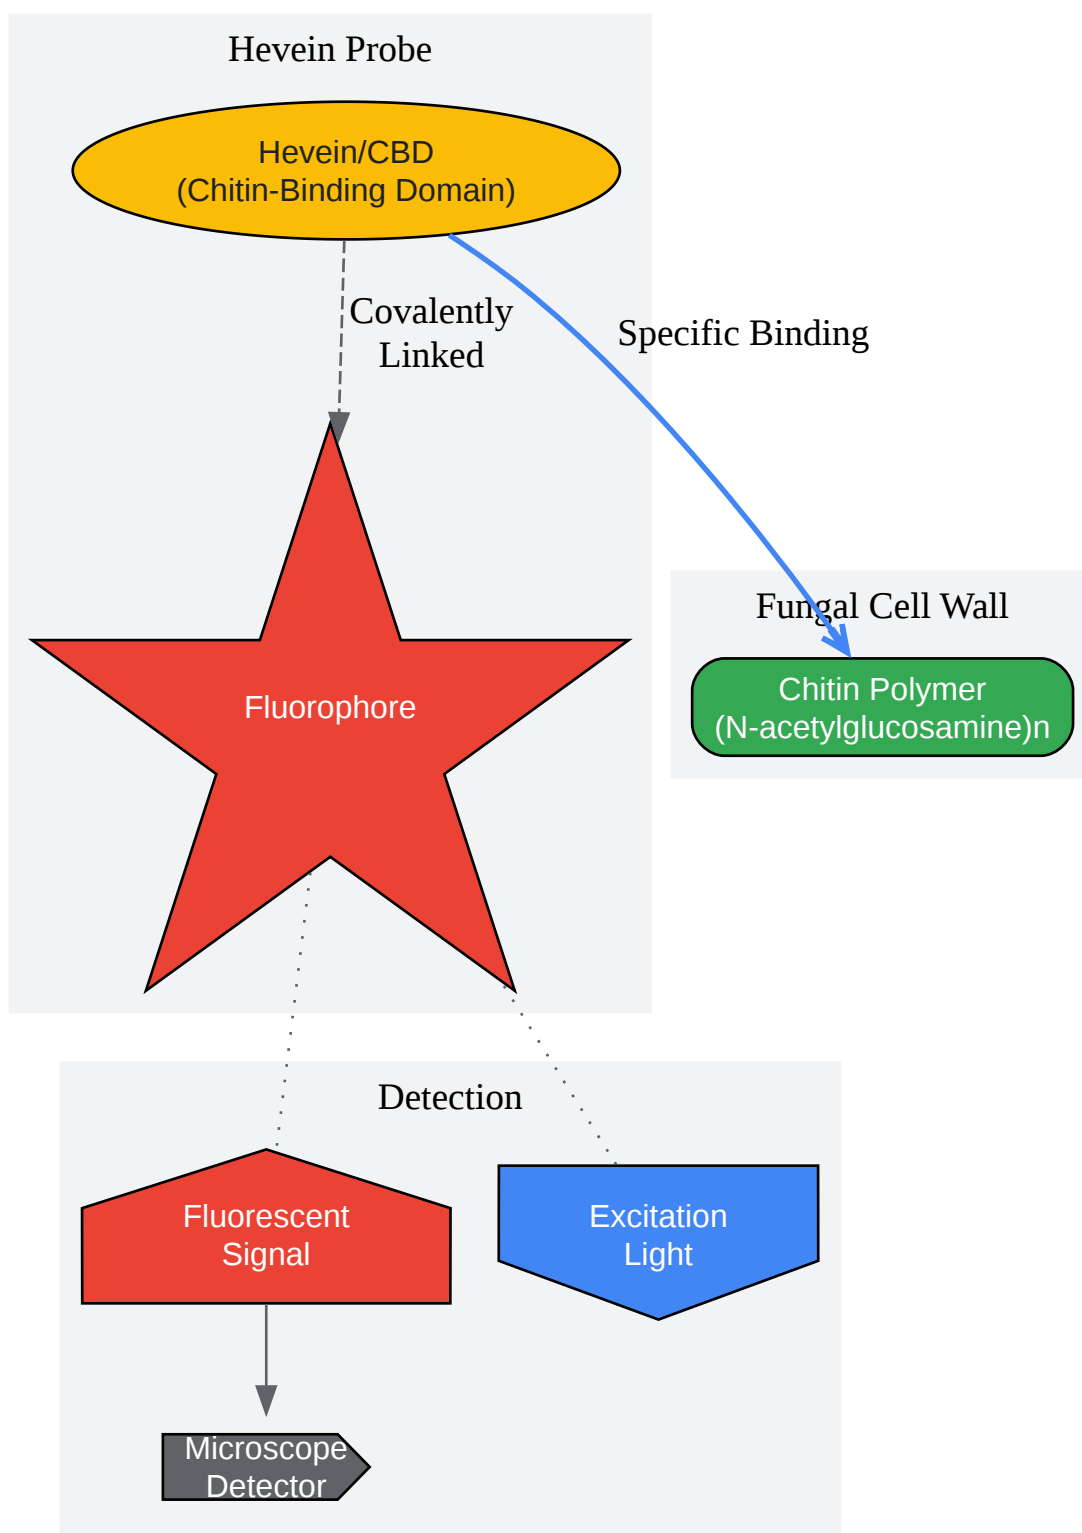 Hevein Probe
Hevein/CBD
(Chitin-Binding Domain)
Covalently
Linked
Specific Binding
Fungal Cell Wall
Chitin Polymer
(N-acetylglucosamine)n
Fluorophore
Detection
Fluorescent
Signal
Excitation
Light
Microscope
Detector